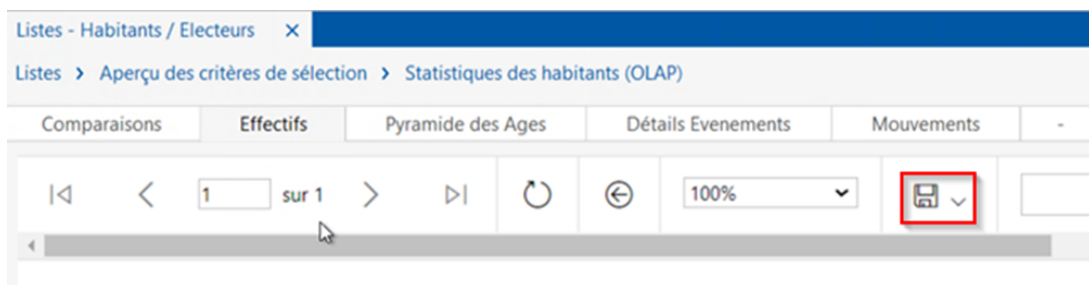 Listes - Habitants / Electeurs
Listes > Aperçu des critères de sélection > Statistiques des habitants (OLAP)
Comparaisons Effectifs Pyramide des Ages Détails Evenements Mouvements -
1 sur 1 100%